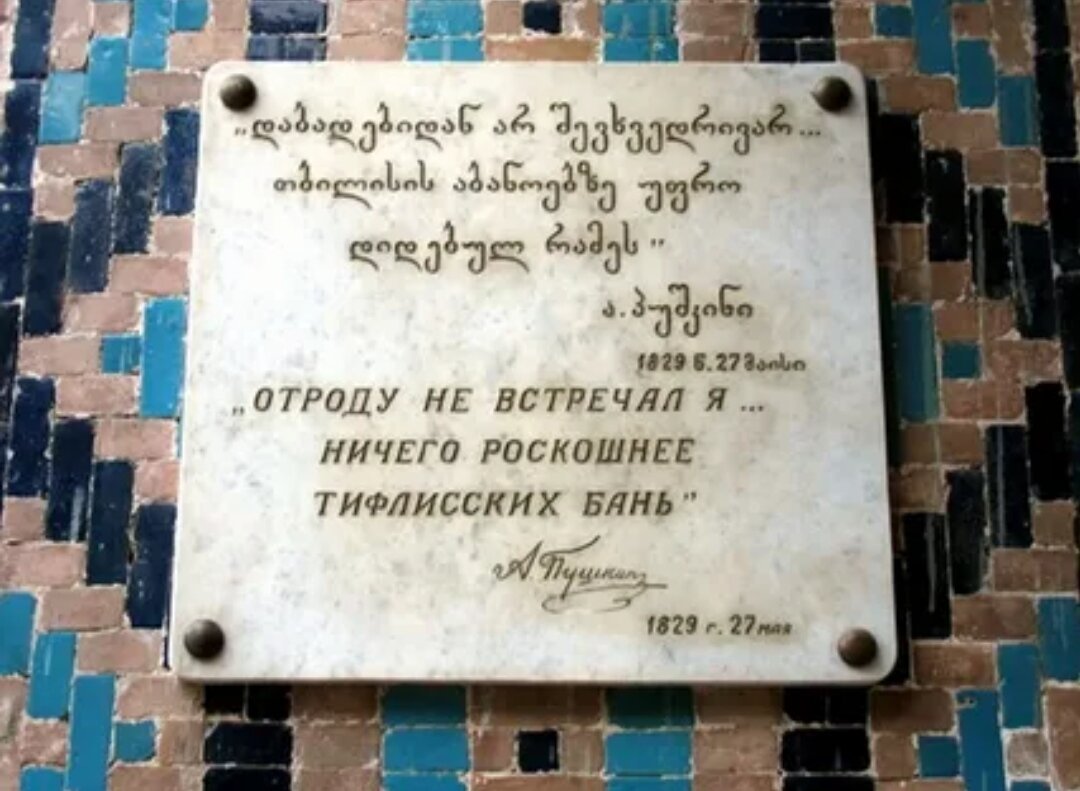 „დაბადებიდან არ შევხვედრივარ...
თბილისის აბანოებზე უფრო
დიდებულ რამეს”
ა. პუშკინი
1829 წ. 27 მაისი
„ОТРОДУ НЕ ВСТРЕЧАЛ Я ...
НИЧЕГО РОСКОШНЕЕ
ТИФЛИССКИХ БАНЬ”
А Пушкин
1829 г. 27 мая